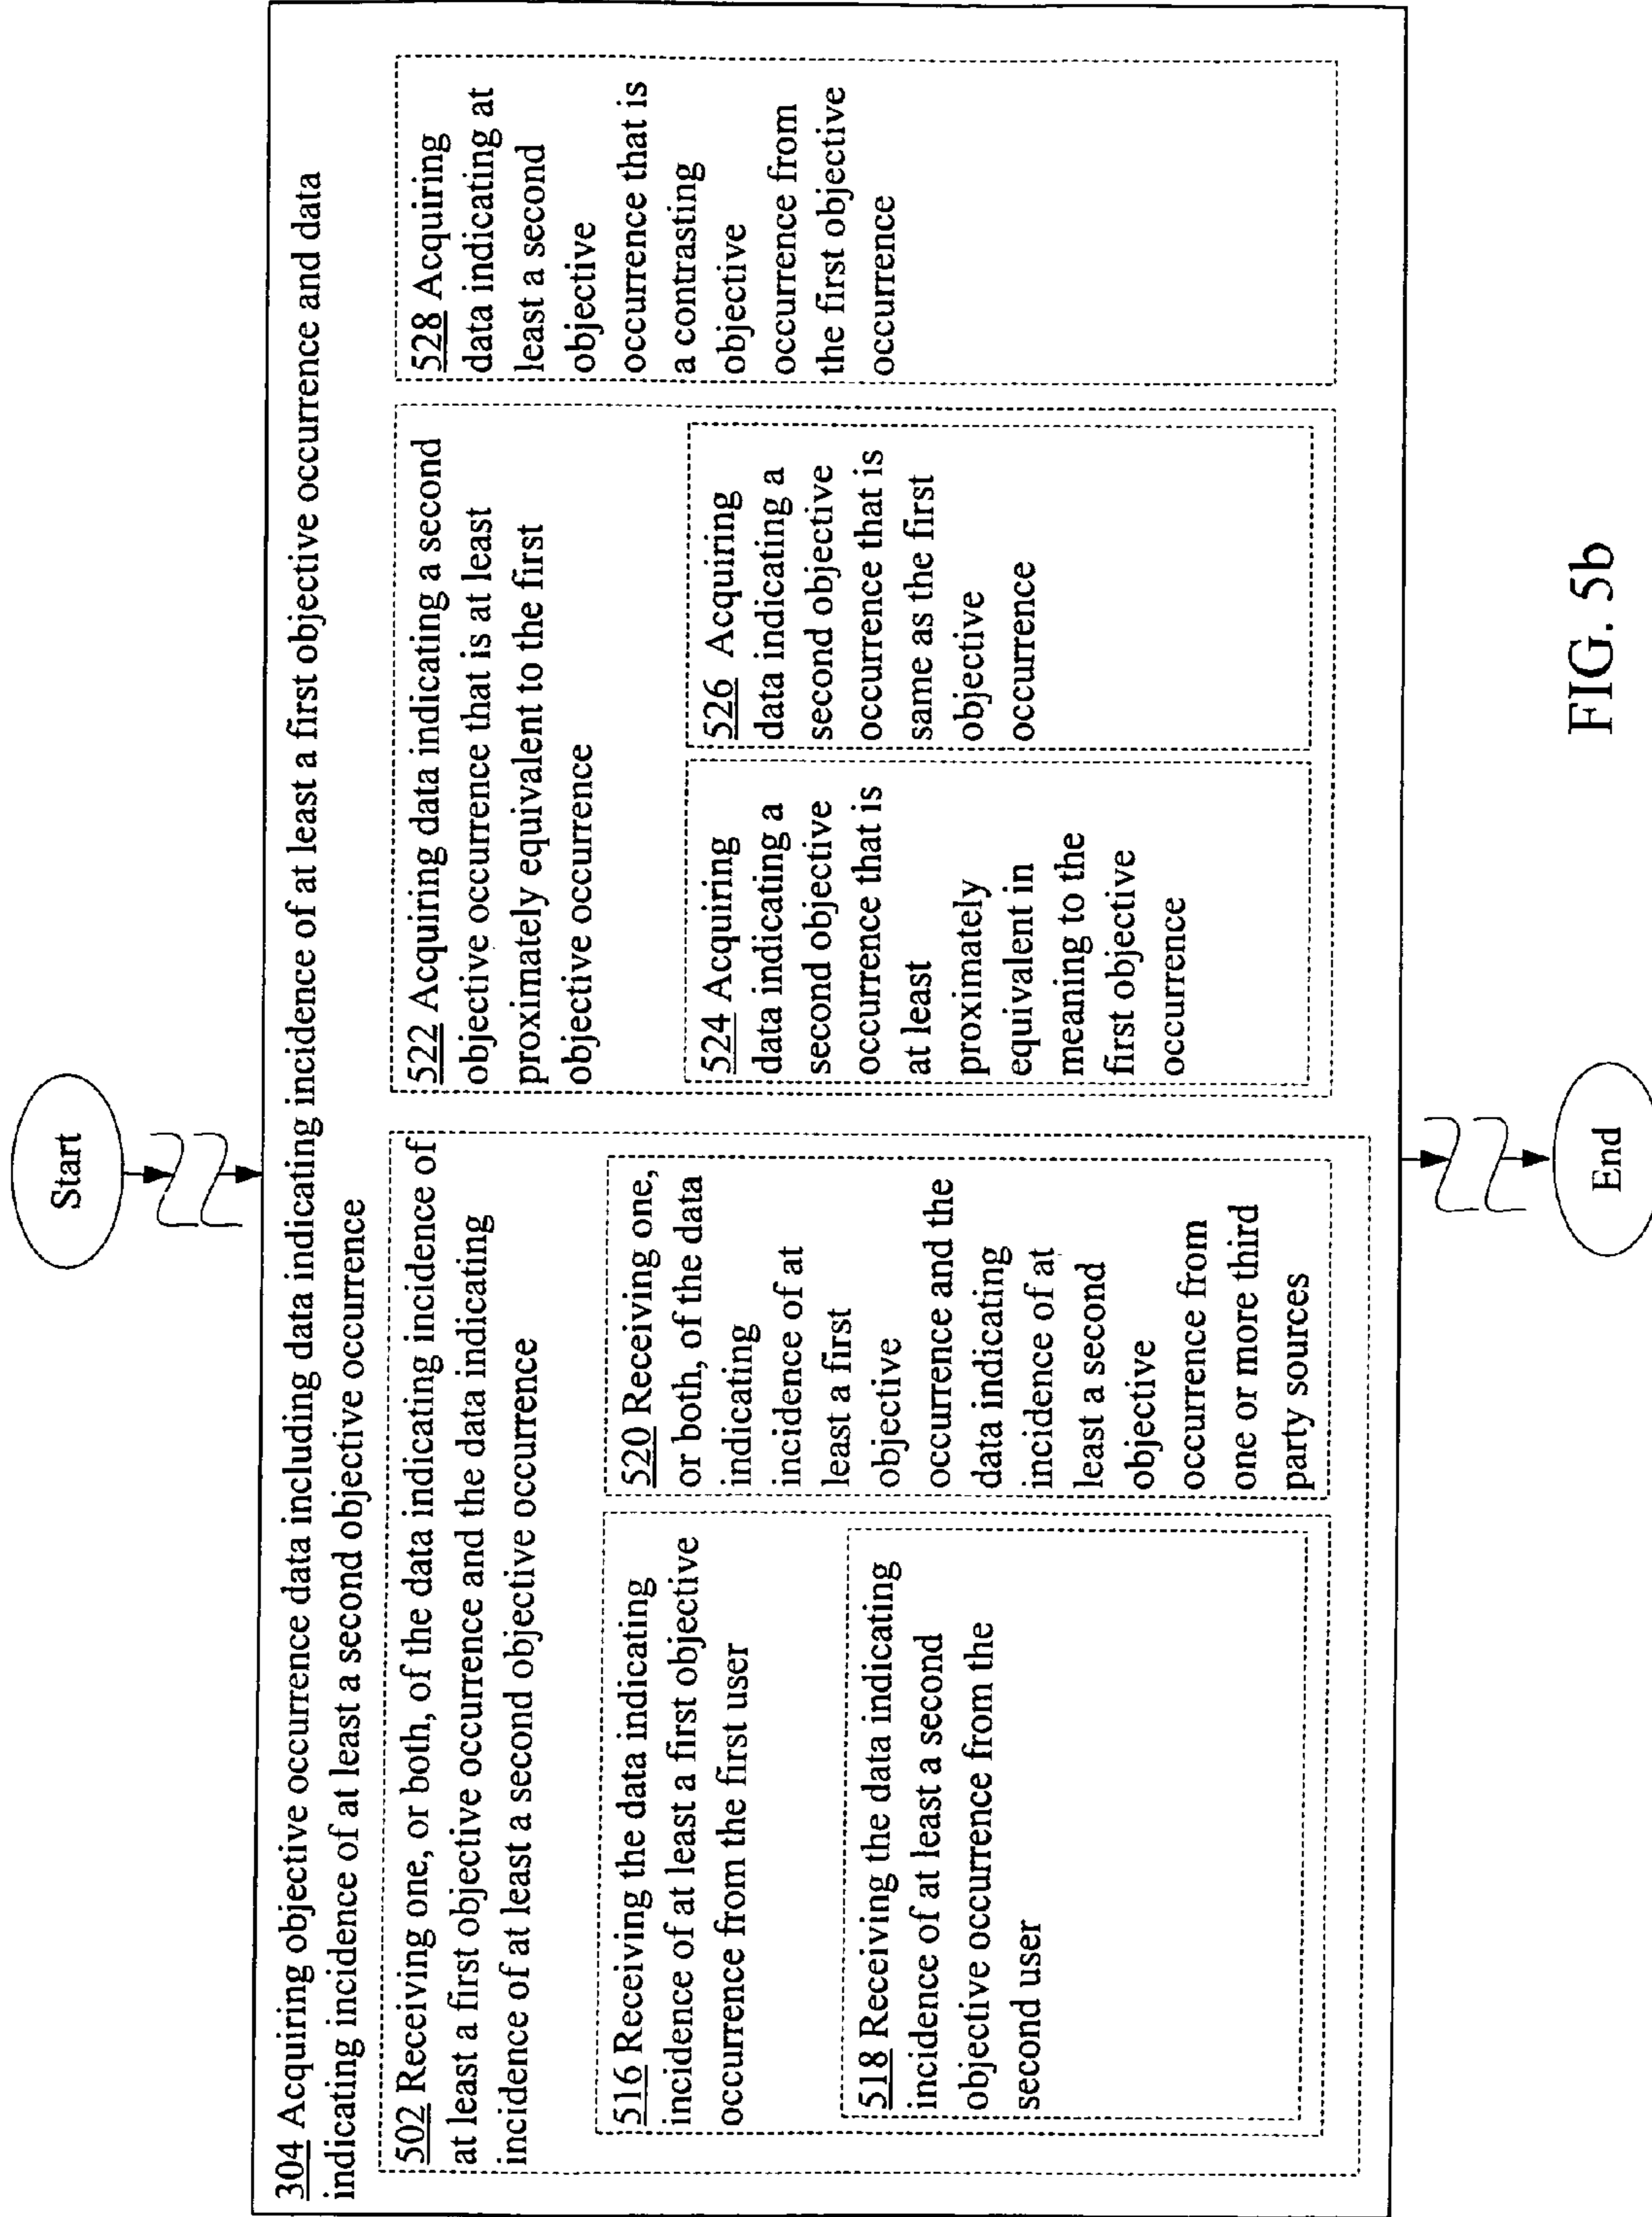 Start
304 Acquiring objective occurrence data including data indicating incidence of at least a first objective occurrence and data
indicating incidence of at least a second objective occurrence
502 Receiving one, or both, of the data indicating incidence of
at least a first objective occurrence and the data indicating
incidence of at least a second objective occurrence
516 Receiving the data indicating
incidence of at least a first objective
occurrence from the first user
518 Receiving the data indicating
incidence of at least a second
objective occurrence from the
second user
520 Receiving one,
or both, of the data
indicating
incidence of at
least a first
objective
occurrence and the
data indicating
incidence of at
least a second
objective
occurrence from
one or more third
party sources
522 Acquiring data indicating a second
objective occurrence that is at least
proximately equivalent to the first
objective occurrence
524 Acquiring
data indicating a
second objective
occurrence that is
at least
proximately
equivalent in
meaning to the
first objective
occurrence
526 Acquiring
data indicating a
second objective
occurrence that is
same as the first
objective
occurrence
528 Acquiring
data indicating at
least a second
objective
occurrence that is
a contrasting
objective
occurrence from
the first objective
occurrence
End
FIG. 5b